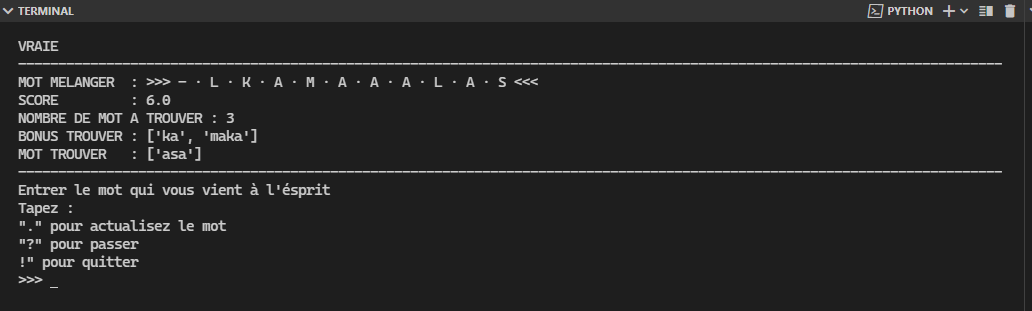 TERMINAL PYTHON
VRAIE
MOT MELANGER : >>> - · L · K · A · M · A · A · A · L · A · S <<<
SCORE : 6.0
NOMBRE DE MOT A TROUVER : 3
BONUS TROUVER : ['ka', 'maka']
MOT TROUVER : ['asa']
Entrer le mot qui vous vient à l'ésprit
Tapez :
"." pour actualisez le mot
"?" pour passer
!" pour quitter
>>> _